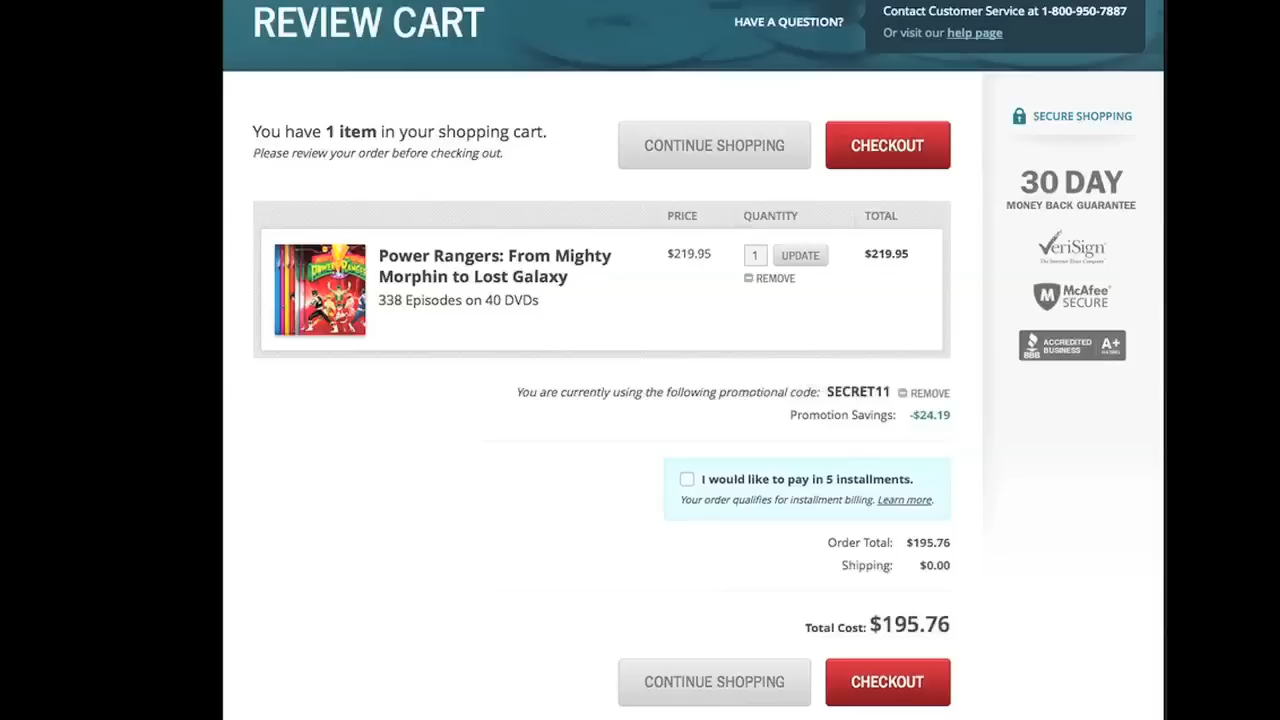 REVIEW CART
HAVE A QUESTION?
Contact Customer Service at 1-800-950-7887
Or visit our help page
You have 1 item in your shopping cart.
Please review your order before checking out.
CONTINUE SHOPPING
CHECKOUT
SECURE SHOPPING
30 DAY
MONEY BACK GUARANTEE
VeriSign
McAfee
SECURE
BBB
ACCREDITED
BUSINESS
A+
PRICE
QUANTITY
TOTAL
POWER RANGERS
Power Rangers: From Mighty
Morphin to Lost Galaxy
338 Episodes on 40 DVDs
$219.95
1
UPDATE
REMOVE
$219.95
You are currently using the following promotional code: SECRET11 REMOVE
Promotion Savings: -$24.19
I would like to pay in 5 installments.
Your order qualifies for installment billing. Learn more.
Order Total: $195.76
Shipping: $0.00
Total Cost: $195.76
CONTINUE SHOPPING
CHECKOUT